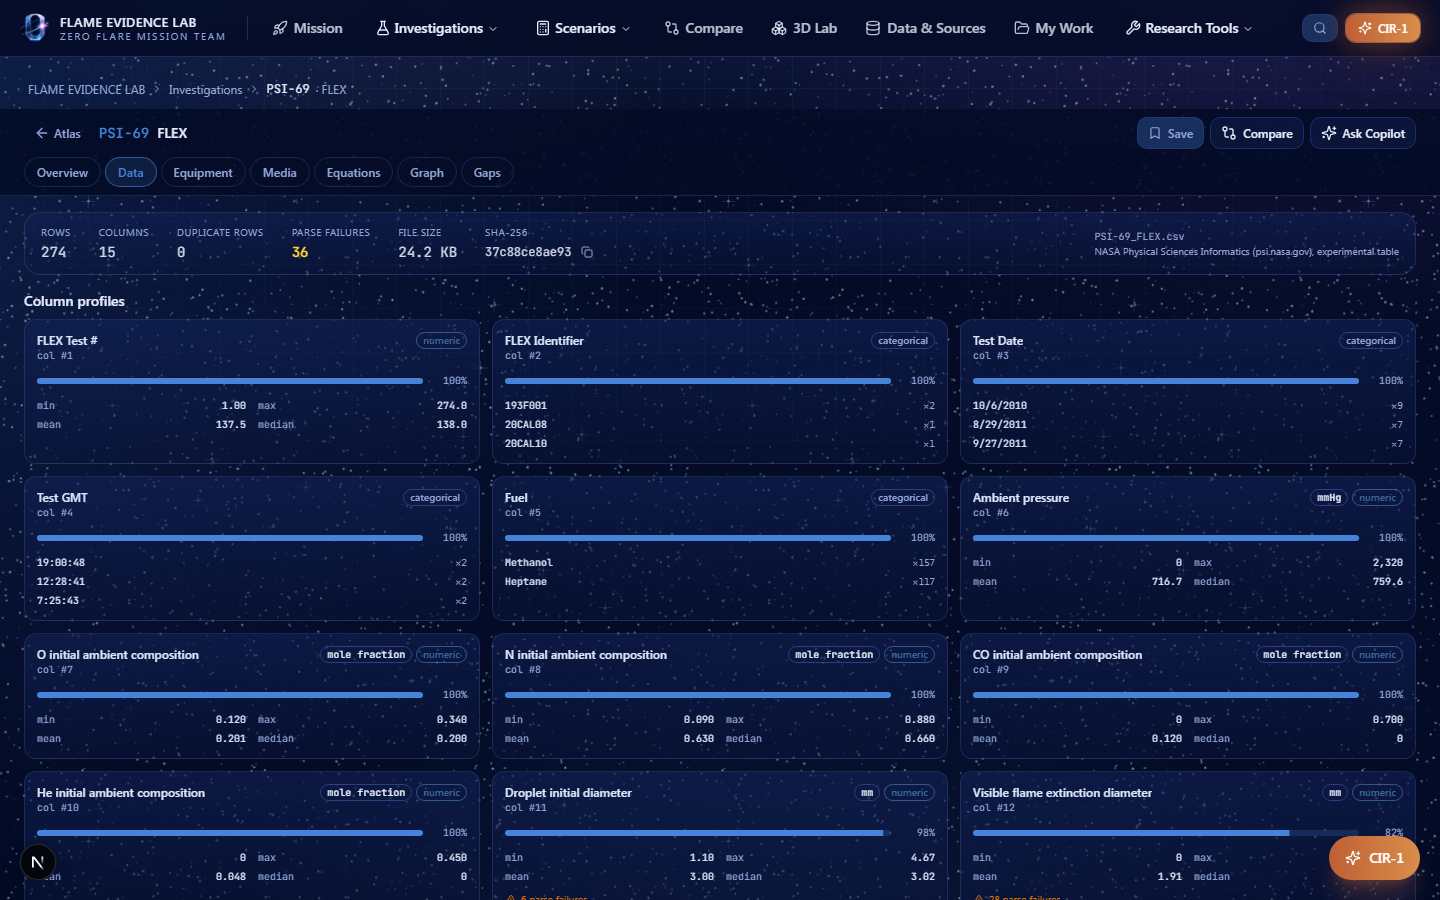 FLAME EVIDENCE LAB
ZERO FLARE MISSION TEAM
Mission
Investigations
Scenarios
Compare
3D Lab
Data & Sources
My Work
Research Tools
CIR-1
FLAME EVIDENCE LAB > Investigations > PSI-69 · FLEX
Atlas
PSI-69 FLEX
Save
Compare
Ask Copilot
Overview
Data
Equipment
Media
Equations
Graph
Gaps
ROWS
274
COLUMNS
15
DUPLICATE ROWS
0
PARSE FAILURES
36
FILE SIZE
24.2 KB
SHA-256
37c88ce8ae93
PSI-69_FLEX.csv
NASA Physical Sciences Informatics (psi.nasa.gov), experimental table
Column profiles
FLEX Test # numeric
col #1
100%
min 1.00 max 274.0
mean 137.5 median 138.0
FLEX Identifier categorical
col #2
100%
193F001 ×2
20CAL08 ×1
20CAL10 ×1
Test Date categorical
col #3
100%
10/6/2010 ×9
8/29/2011 ×7
9/27/2011 ×7
Test GMT categorical
col #4
100%
19:00:48 ×2
12:28:41 ×2
7:25:43 ×2
Fuel categorical
col #5
100%
Methanol ×157
Heptane ×117
Ambient pressure mmHg numeric
col #6
100%
min 0 max 2,320
mean 716.7 median 759.6
O initial ambient composition mole fraction numeric
col #7
100%
min 0.120 max 0.340
mean 0.201 median 0.200
N initial ambient composition mole fraction numeric
col #8
100%
min 0.090 max 0.880
mean 0.630 median 0.660
CO initial ambient composition mole fraction numeric
col #9
100%
min 0 max 0.700
mean 0.120 median 0
He initial ambient composition mole fraction numeric
col #10
100%
min 0 max 0.450
mean 0.048 median 0
Droplet initial diameter mm numeric
col #11
98%
min 1.10 max 4.67
mean 3.00 median 3.02
6 parse failures
Visible flame extinction diameter mm numeric
col #12
82%
min 0 max
mean 1.91 median
28 parse failures
CIR-1
N